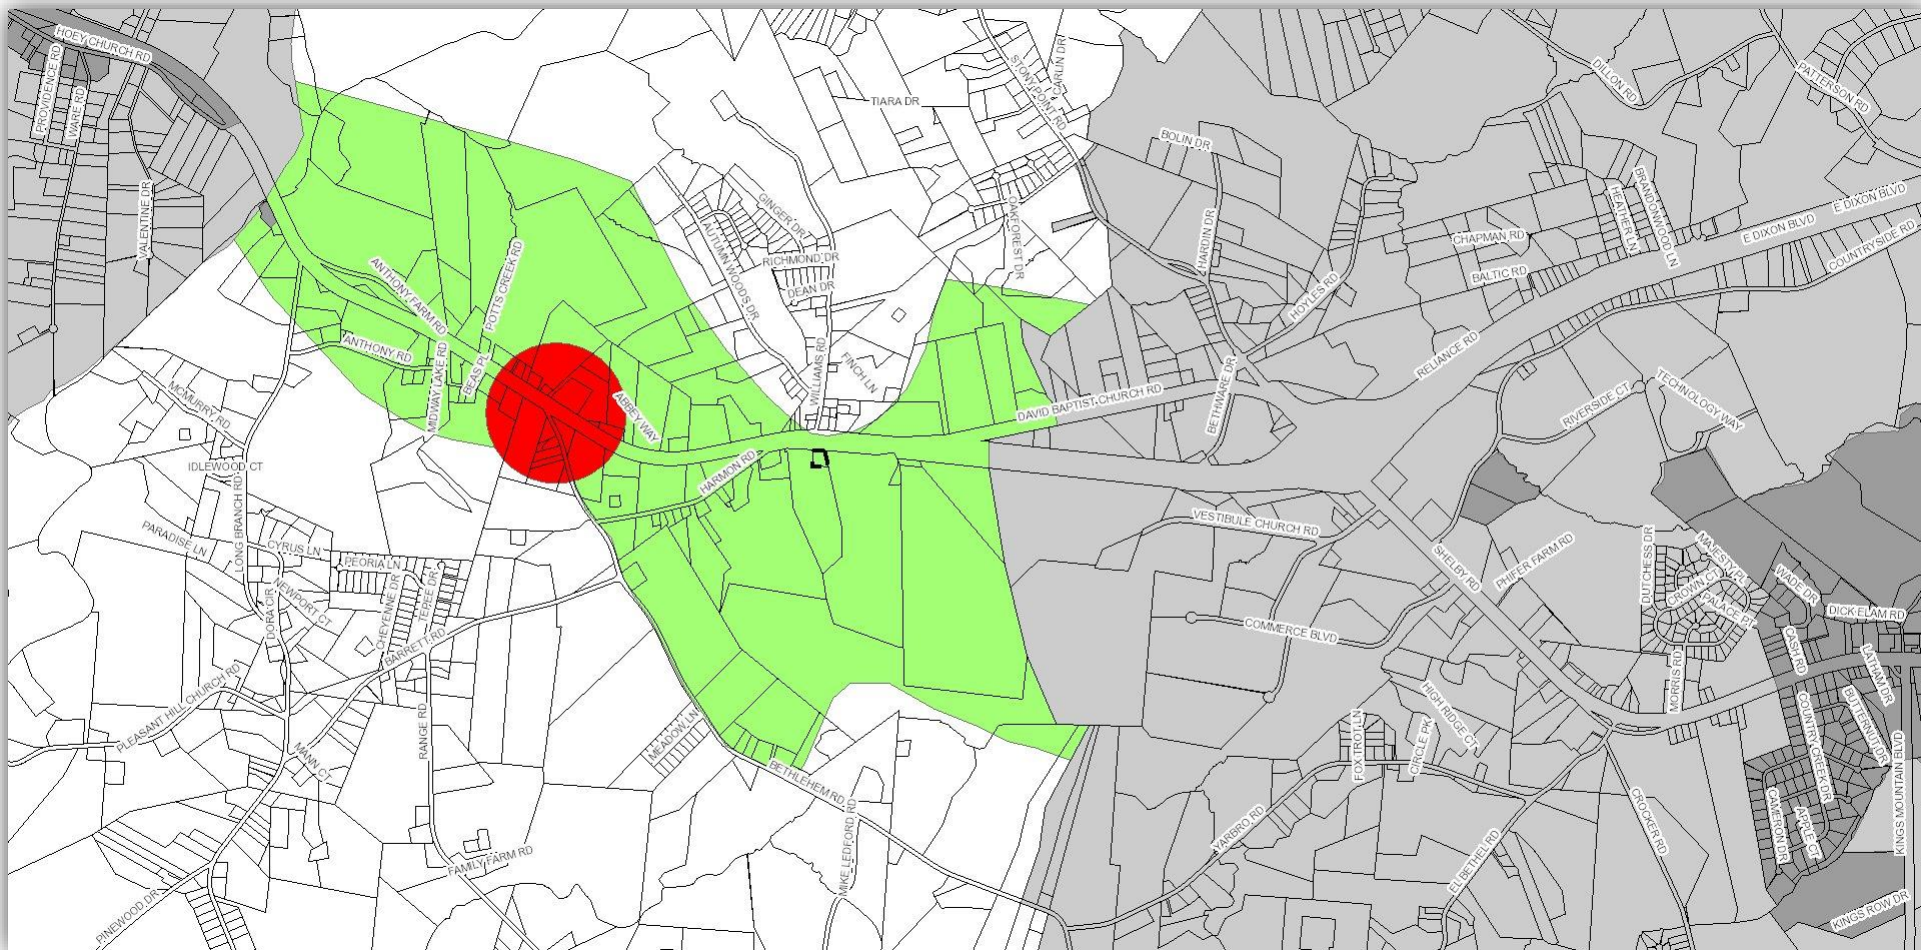 HOEY CHURCH RD
PROVIDENCE RD
WARE RD
VALENTINE DR
TIARA DR
STONY POINT RD
CARLIN DR
DILLON RD
PATTERSON RD
BOLIN DR
GINGER DR
AUTUMN WOODS DR
RICHMOND DR
DEAN DR
OAKFOREST DR
HARDIN DR
HOYLES RD
CHAPMAN RD
BALTIC RD
HEATHER LN
BRANDONWOOD LN
E DIXON BLVD
E DIXON BLVD
COUNTRYSIDE RD
ANTHONY FARM RD
POTTS CREEK RD
ANTHONY RD
MIDWAY LAKE RD
BEAS PL
ABBEY WAY
WILLIAMS RD
FINCH LN
DAVID BAPTIST CHURCH RD
BETHWARE DR
RELIANCE RD
RIVERSIDE CT
TECHNOLOGY WAY
MCMURRY RD
IDLEWOOD CT
LONG BRANCH RD
HARMON RD
PARADISE LN
CYRUS LN
PEORIA LN
NEWPORT CT
DORA CIR
CHEYENNE DR
TEPEE DR
BARRETT RD
VESTIBULE CHURCH RD
SHELBY RD
PHIFER FARM RD
COMMERCE BLVD
DUTCHESS DR
MAJESTY PL
CROWN CT
PALACE PT
WADE DR
DICK ELAM RD
CASH RD
LATHAM DR
MORRIS RD
PLEASANT HILL CHURCH RD
MANN CT
RANGE RD
MEADOW LN
BETHLEHEM RD
HIGH RIDGE CT
FOXTROT LN
CIRCLE PK
COUNTRY CREEK DR
BUTTERNUT DR
KINGS MOUNTAIN BLVD
CAMERON DR
APPLE CT
YARBRO RD
CROCKER RD
EL BETHEL RD
MIKE LEDFORD RD
FAMILY FARM RD
PINEWOOD DR
KINGS ROW DR